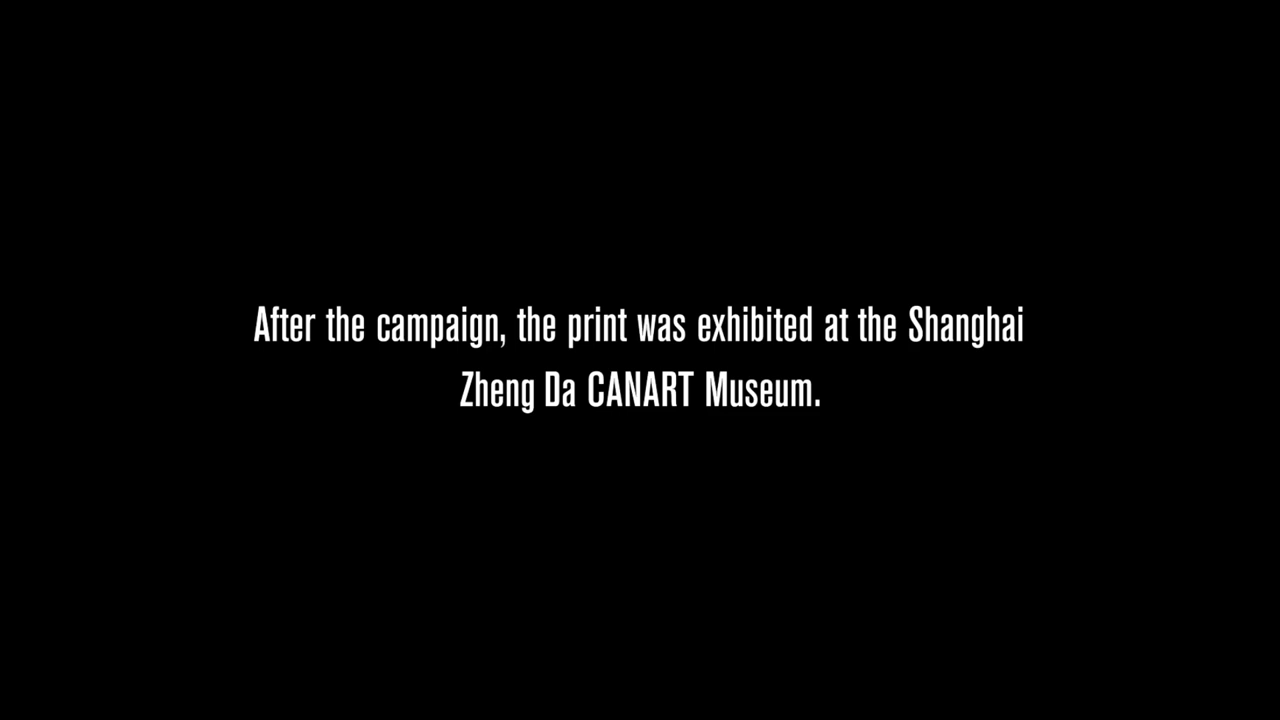 After the campaign, the print was exhibited at the Shanghai
Zheng Da CANART Museum.